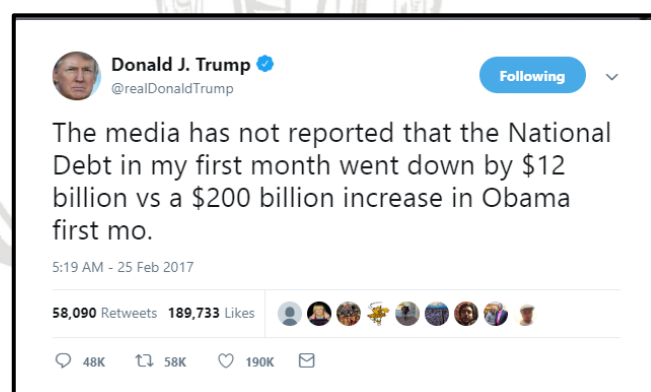 Donald J. Trump
@realDonaldTrump
Following
The media has not reported that the National
Debt in my first month went down by $12
billion vs a $200 billion increase in Obama
first mo.
5:19 AM - 25 Feb 2017
58,090 Retweets 189,733 Likes
48K 58K 190K